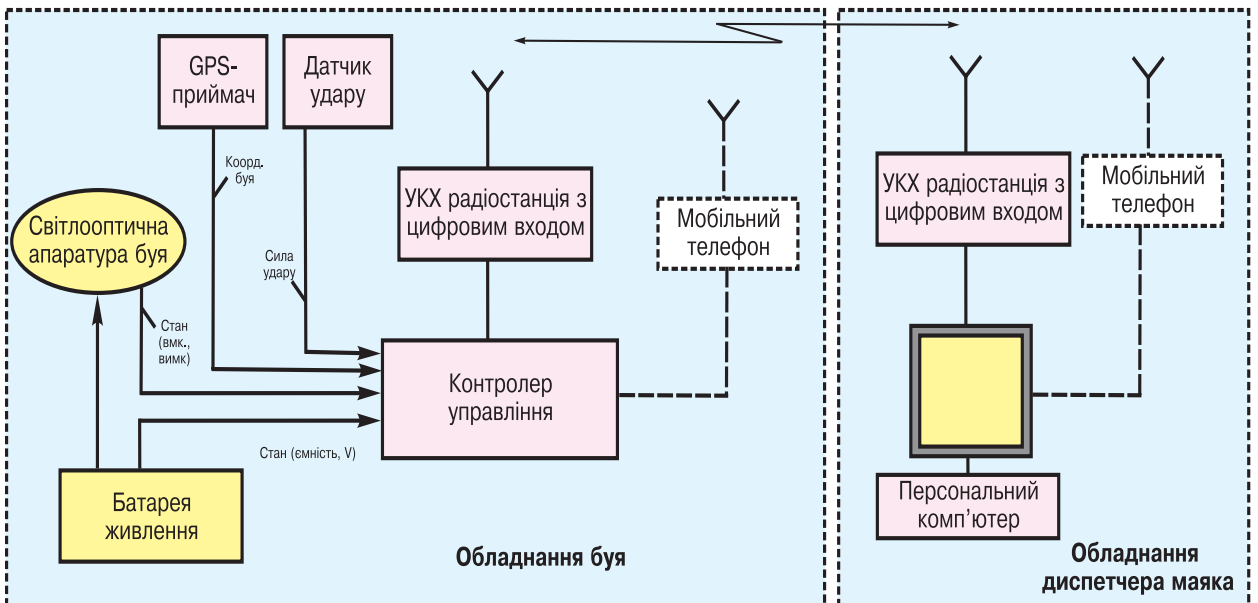 GPS-
приймач
Датчик
удару
Коорд.
буя
УКХ радіостанція з
цифровим входом
Мобільний
телефон
Світлооптична
апаратура буя
Сила
удару
Стан
(вмк.,
вимк)
Контролер
управління
Стан (ємність, V)
Батарея
живлення
Обладнання буя
УКХ радіостанція з
цифровим входом
Мобільний
телефон
Персональний
комп’ютер
Обладнання
диспетчера маяка